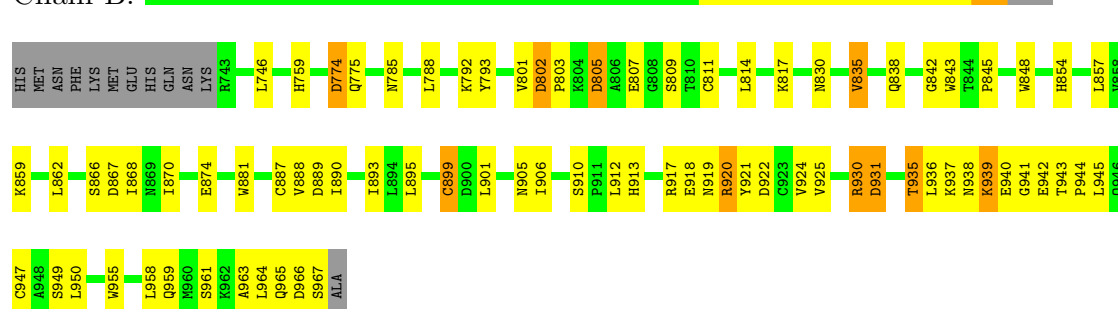 Chain B:
HIS MET ASN PHE LYS MET GLU HIS GLN ASN LYS R743 L746 H759 D774 Q775 N785 L788 K792 Y793 V801 D802 P803 K804 D805 A806 E807 G808 S809 T810 C811 L814 K817 N830 V835 Q838 G842 W843 T844 P845 W848 H854 L857 V858
K859 L862 S866 D867 I868 N869 I870 E874 W881 C887 V888 D889 I890 I893 L894 L895 C899 D900 L901 N905 I906 S910 P911 L912 H913 R917 E918 N919 R920 Y921 D922 C923 V924 V925 R930 D931 T935 L936 K937 N938 K939 E940 G941 E942 T943 P944 L945
C947 A948 S949 L950 W955 L958 Q959 M960 S961 K962 A963 L964 Q965 D966 S967 ALA